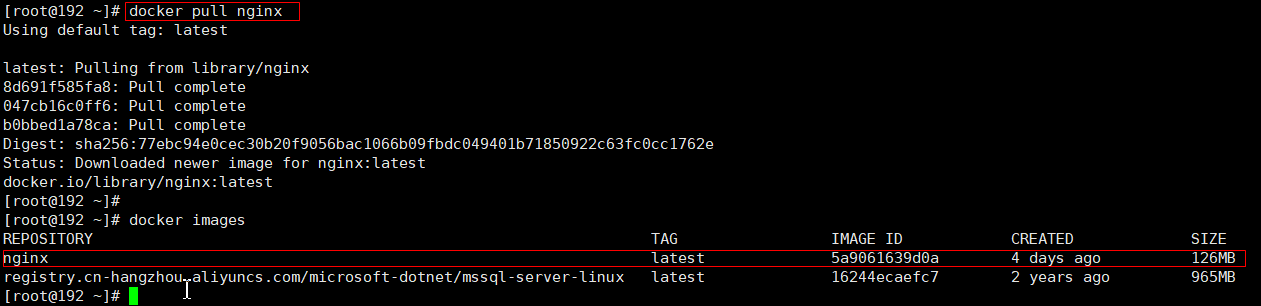 [root@192 ~]# docker pull nginx
Using default tag: latest
latest: Pulling from library/nginx
8d691f585fa8: Pull complete
047cb16c0ff6: Pull complete
b0bbed1a78ca: Pull complete
Digest: sha256:77ebc94e0cec30b20f9056bac1066b09fbdc049401b71850922c63fc0cc1762e
Status: Downloaded newer image for nginx:latest
docker.io/library/nginx:latest
[root@192 ~]#
[root@192 ~]# docker images
REPOSITORY TAG IMAGE ID CREATED SIZE
nginx latest 5a9061639d0a 4 days ago 126MB
registry.cn-hangzhou.aliyuncs.com/microsoft-dotnet/mssql-server-linux latest 16244ecaefc7 2 years ago 965MB
[root@192 ~]#